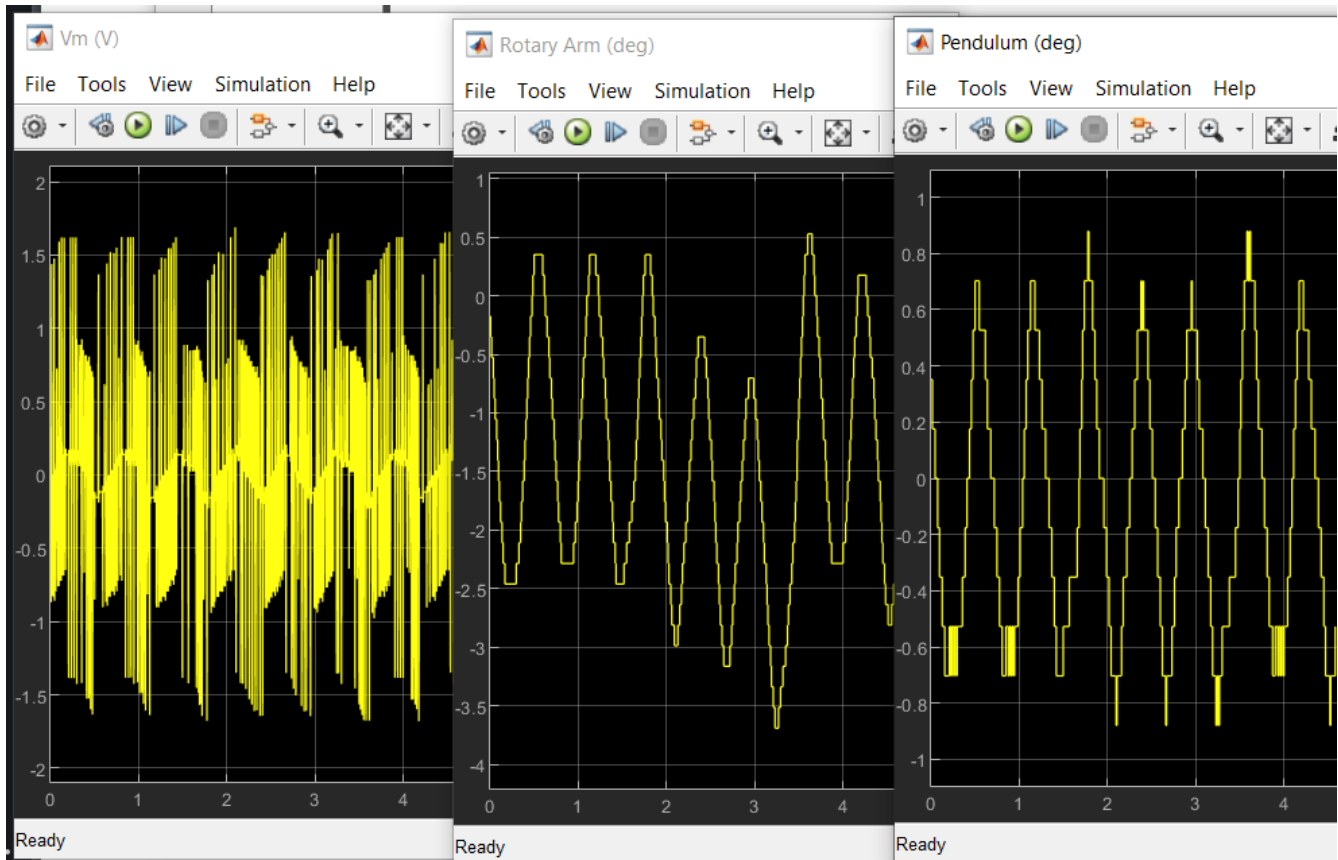 Vm (V)
File Tools View Simulation Help
2
1.5
1
0.5
0
-0.5
-1
-1.5
-2
0 1 2 3 4
Ready
Rotary Arm (deg)
File Tools View Simulation Help
1
0.5
0
-0.5
-1
-1.5
-2
-2.5
-3
-3.5
-4
0 1 2 3 4
Ready
Pendulum (deg)
File Tools View Simulation Help
1
0.8
0.6
0.4
0.2
0
-0.2
-0.4
-0.6
-0.8
-1
0 1 2 3 4
Ready